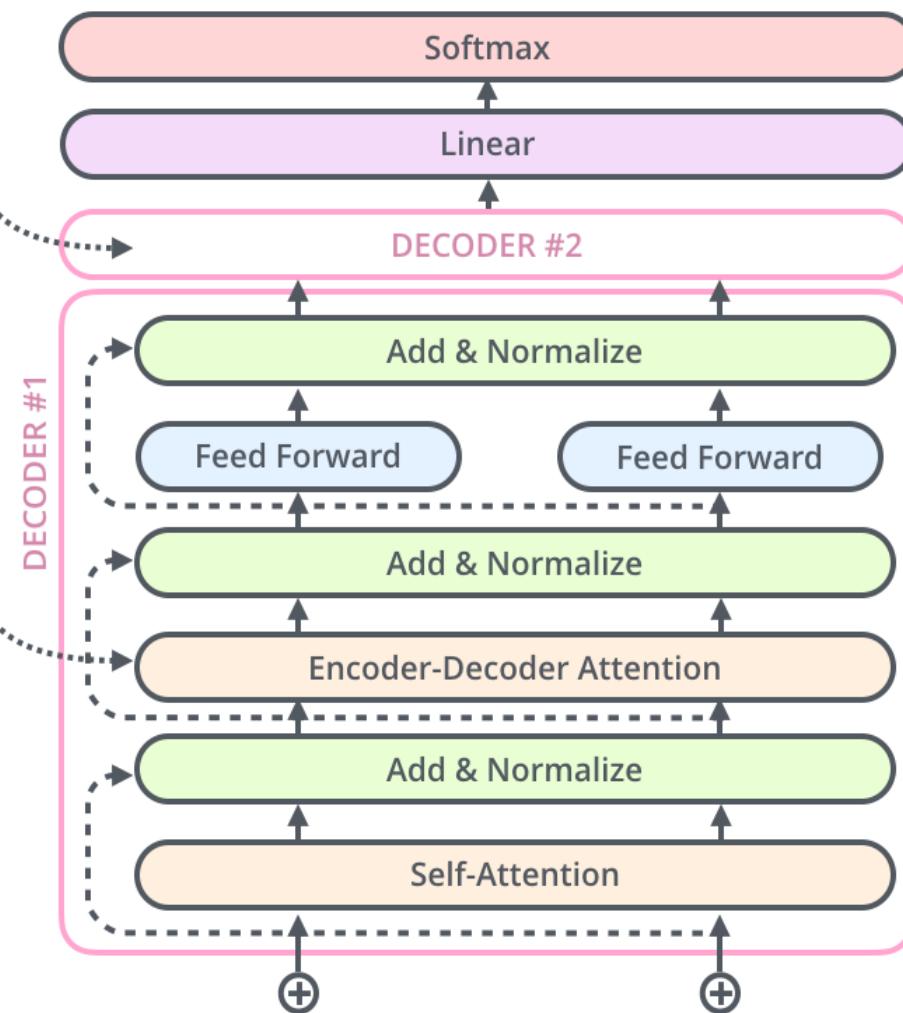 Softmax
Linear
DECODER #2
DECODER #1
Add & Normalize
Feed Forward
Feed Forward
Add & Normalize
Encoder-Decoder Attention
Add & Normalize
Self-Attention